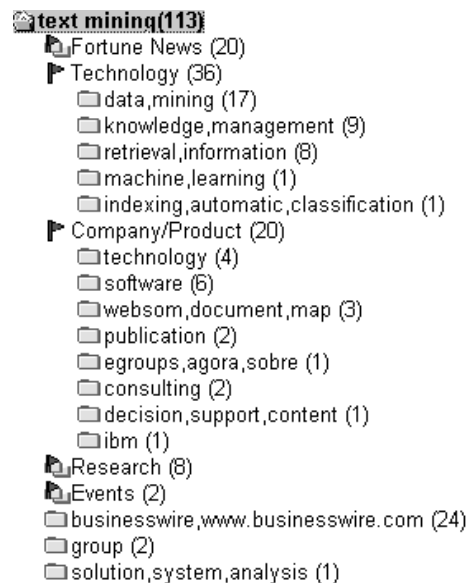 text mining(113)
Fortune News (20)
Technology (36)
data,mining (17)
knowledge,management (9)
retrieval,information (8)
machine,learning (1)
indexing,automatic,classification (1)
Company/Product (20)
technology (4)
software (6)
websom,document,map (3)
publication (2)
egroups,agora,sobre (1)
consulting (2)
decision,support,content (1)
ibm (1)
Research (8)
Events (2)
businesswire,www.businesswire.com (24)
group (2)
solution,system,analysis (1)